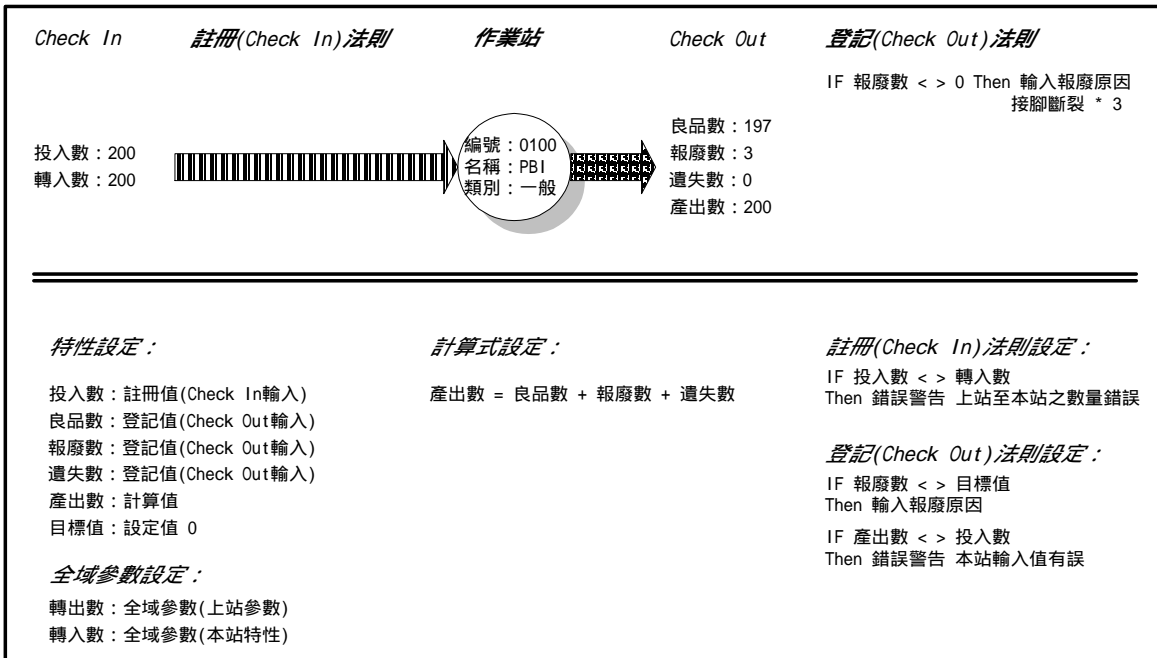 Check In
註冊(Check In)法則
作業站
Check Out
登記(Check Out)法則
IF 報廢數 < > 0 Then 輸入報廢原因
接腳斷裂 * 3
投入數：200
轉入數：200
編號：0100
名稱：PBI
類別：一般
良品數：197
報廢數：3
遺失數：0
產出數：200
特性設定：
投入數：註冊值(Check In輸入)
良品數：登記值(Check Out輸入)
報廢數：登記值(Check Out輸入)
遺失數：登記值(Check Out輸入)
產出數：計算值
目標值：設定值 0
全域參數設定：
轉出數：全域參數(上站參數)
轉入數：全域參數(本站特性)
計算式設定：
產出數 = 良品數 + 報廢數 + 遺失數
註冊(Check In)法則設定：
IF 投入數 < > 轉入數
Then 錯誤警告 上站至本站之數量錯誤
登記(Check Out)法則設定：
IF 報廢數 < > 目標值
Then 輸入報廢原因
IF 產出數 < > 投入數
Then 錯誤警告 本站輸入值有誤